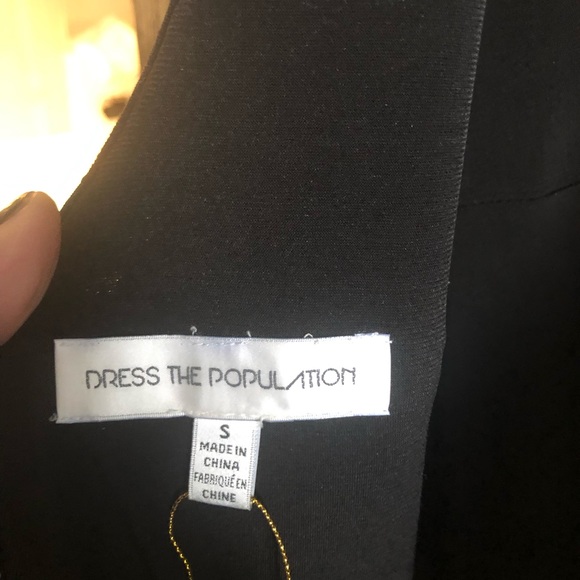 DRESS THE POPULATION
S
MADE IN
CHINA
FABRIQUÉ EN
CHINE